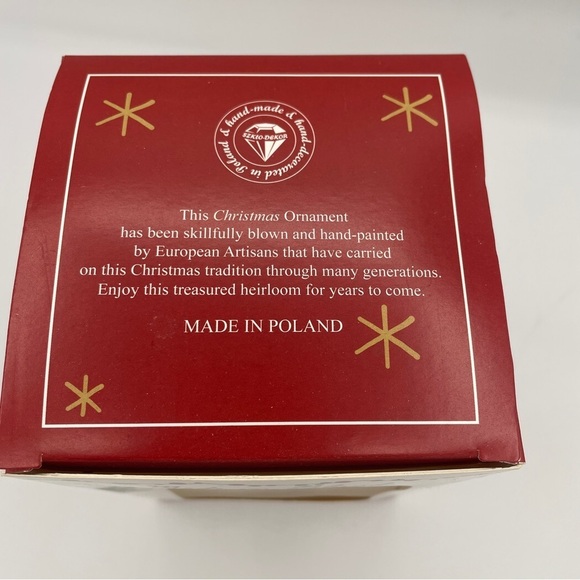 hand-made & hand-decorated in Poland &
SZKŁO-DEKOR
This Christmas Ornament
has been skillfully blown and hand-painted
by European Artisans that have carried
on this Christmas tradition through many generations.
Enjoy this treasured heirloom for years to come.
MADE IN POLAND